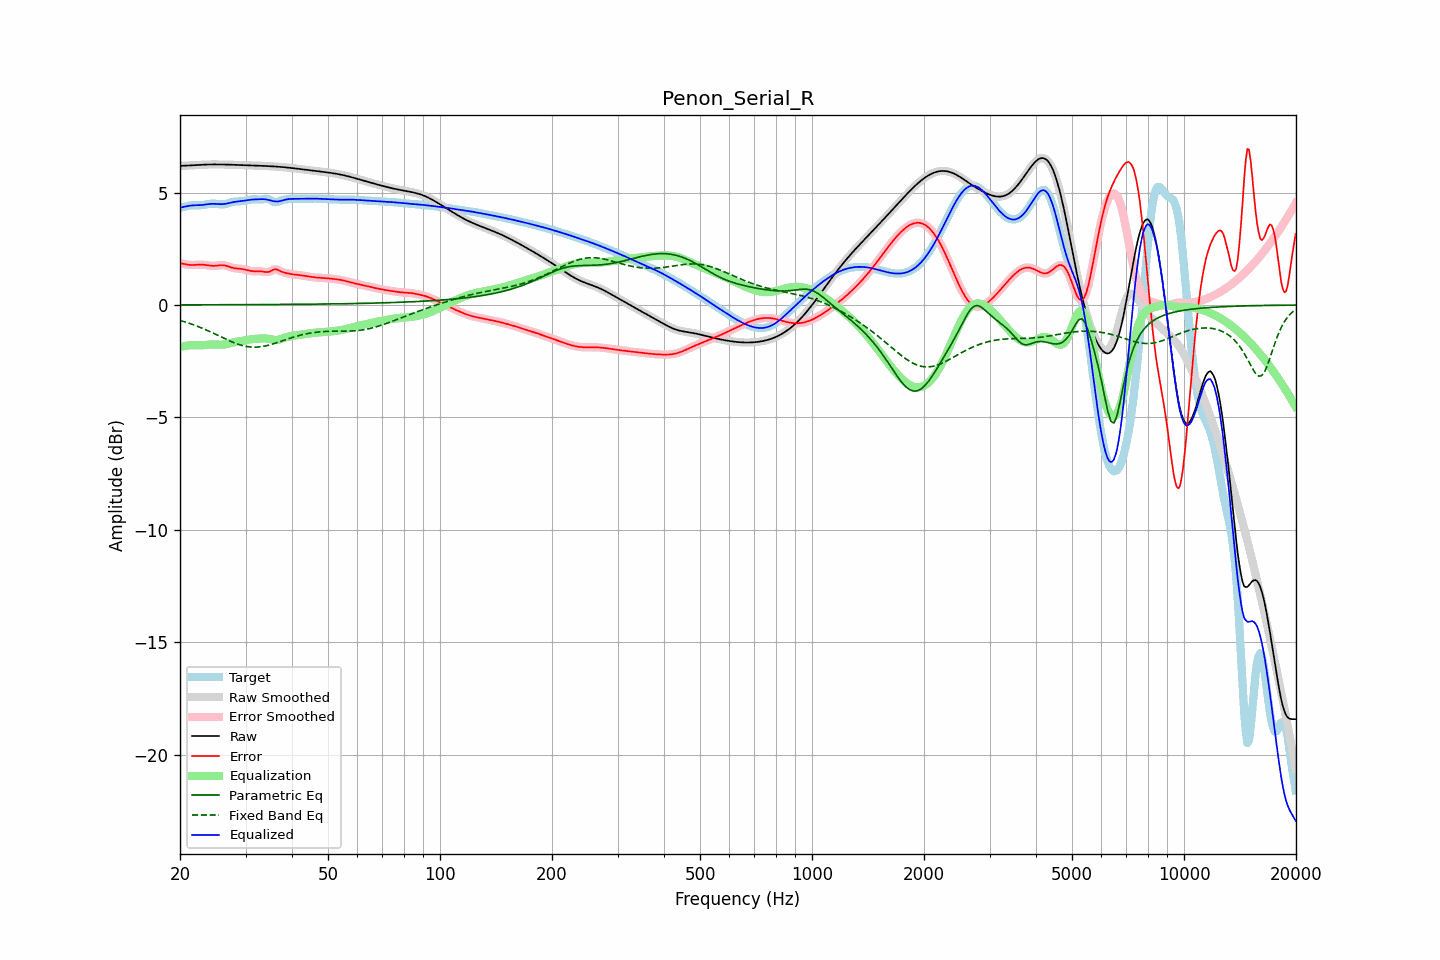 Penon_Serial_R
Amplitude (dBr)
5
0
−5
−10
−15
−20
Target
Raw Smoothed
Error Smoothed
Raw
Error
Equalization
Parametric Eq
Fixed Band Eq
Equalized
20 50 100 200 500 1000 2000 5000 10000 20000
Frequency (Hz)